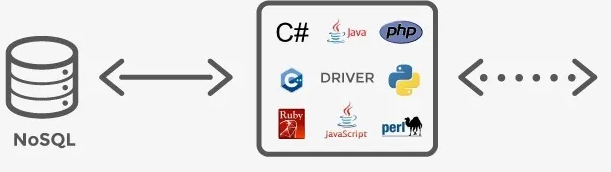 C# Java php
C++ DRIVER
Ruby JavaScript perl
NoSQL